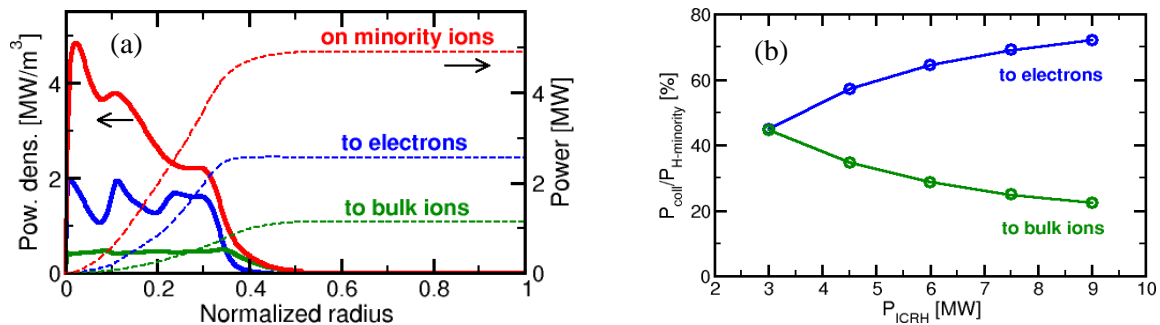 (a)
on minority ions
to electrons
to bulk ions
Pow. dens. [MW/m³]
0
2
4
Power [MW]
0
2
4
0
0.2
0.4
0.6
0.8
1
Normalized radius
(b)
to electrons
to bulk ions
P_coll/P_H-minority [%]
0
20
40
60
80
2
3
4
5
6
7
8
9
10
P_ICRH [MW]